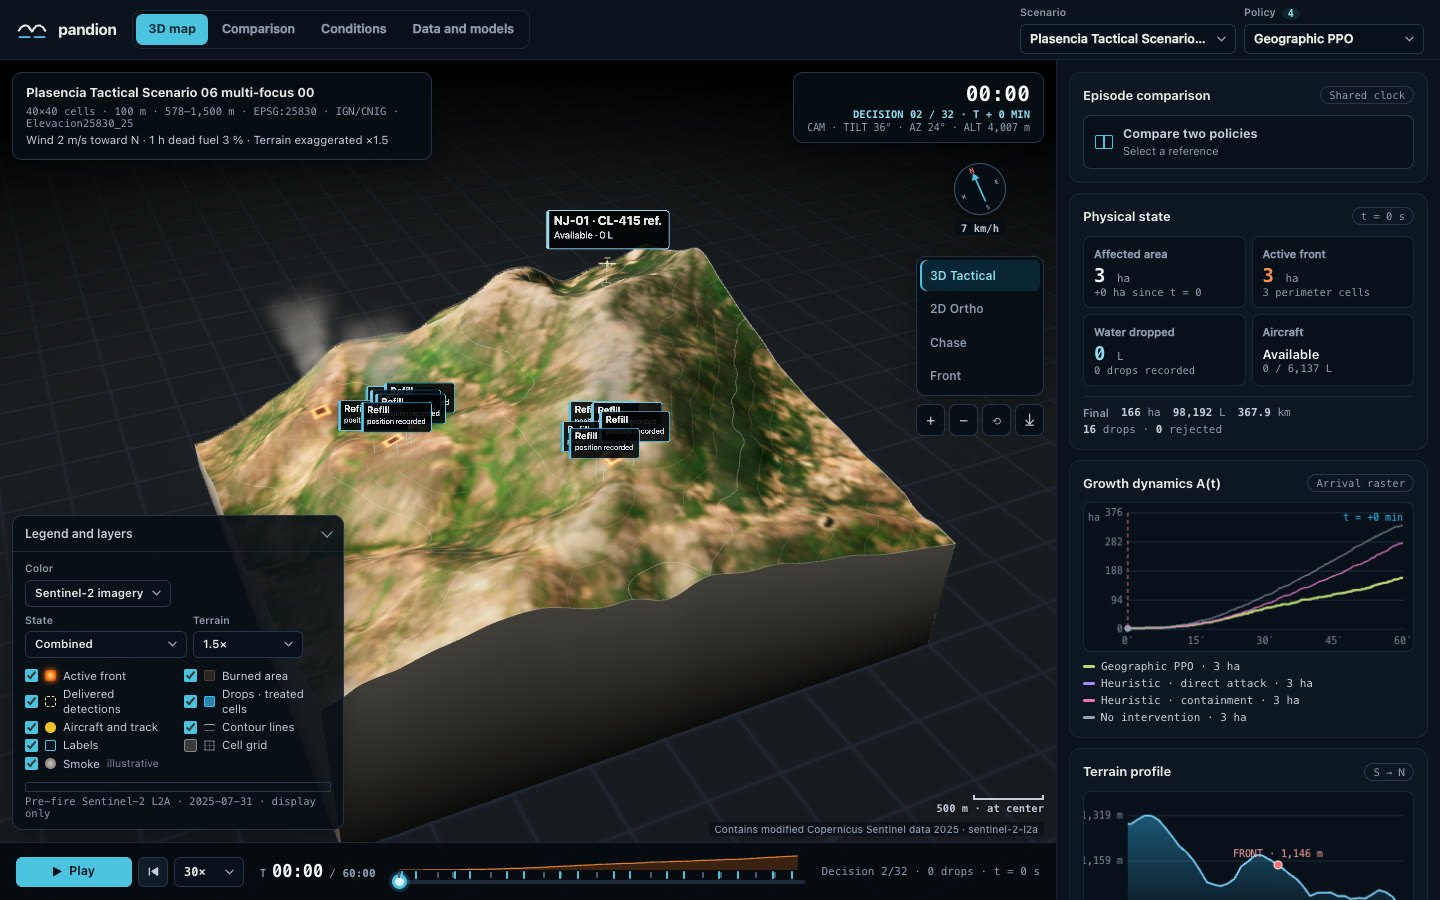 pandion
3D map
Comparison
Conditions
Data and models
Scenario
Plasencia Tactical Scenario...
Policy 4
Geographic PPO
Plasencia Tactical Scenario 06 multi-focus 00
40×40 cells · 100 m · 578–1,500 m · EPSG:25830 · IGN/CNIG ·
Elevacion25830_25
Wind 2 m/s toward N · 1 h dead fuel 3 % · Terrain exaggerated ×1.5
00:00
DECISION 02 / 32 · T + 0 MIN
CAM · TILT 36° · AZ 24° · ALT 4,007 m
N
E
S
W
7 km/h
NJ-01 · CL-415 ref.
Available · 0 L
3D Tactical
2D Ortho
Chase
Front
Refill
Refill
Refill
position recorded
Refill
Refill
position recorded
Refill
position recorded
Legend and layers
Color
Sentinel-2 imagery
State
Terrain
Combined
1.5×
Active front
Burned area
Delivered
detections
Drops · treated
cells
Aircraft and track
Contour lines
Labels
Cell grid
Smoke illustrative
Pre-fire Sentinel-2 L2A · 2025-07-31 · display
only
500 m · at center
Contains modified Copernicus Sentinel data 2025 · sentinel-2-l2a
Play
30×
T 00:00 / 60:00
Decision 2/32 · 0 drops · t = 0 s
Episode comparison
Shared clock
Compare two policies
Select a reference
Physical state
t = 0 s
Affected area
3 ha
+0 ha since t = 0
Active front
3 ha
3 perimeter cells
Water dropped
0 L
0 drops recorded
Aircraft
Available
0 / 6,137 L
Final 166 ha 98,192 L 367.9 km
16 drops · 0 rejected
Growth dynamics A(t)
Arrival raster
ha 376
t = +0 min
282
188
94
0
0' 15' 30' 45' 60'
Geographic PPO · 3 ha
Heuristic · direct attack · 3 ha
Heuristic · containment · 3 ha
No intervention · 3 ha
Terrain profile
S → N
1,319 m
FRONT · 1,146 m
1,159 m